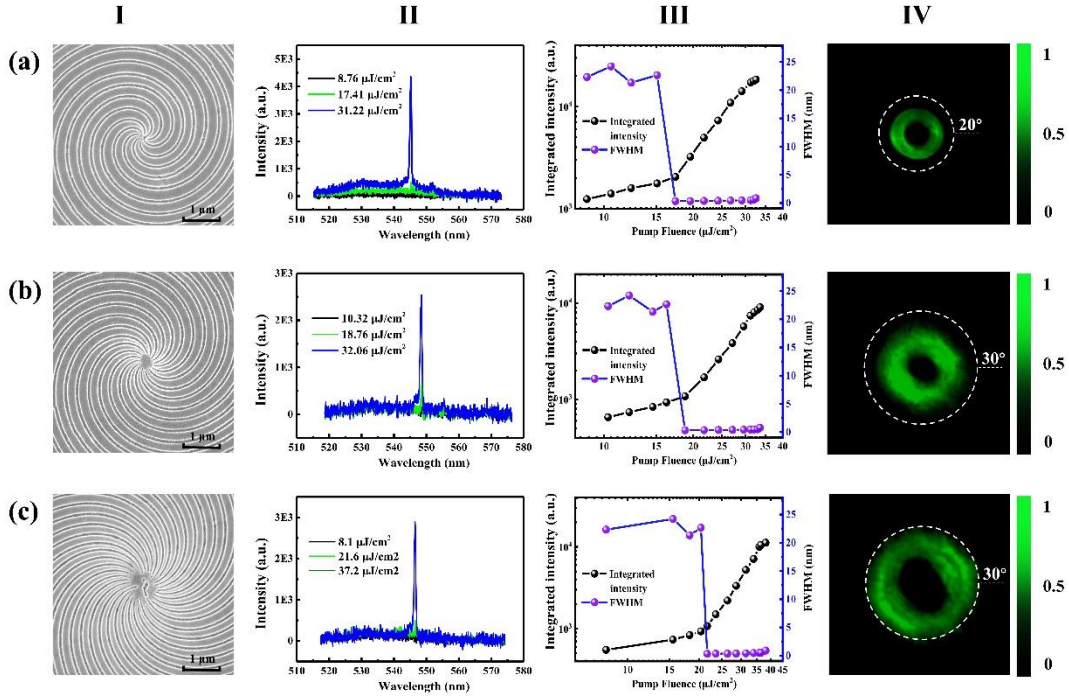 I II III IV
(a)
1 μm
Intensity (a.u.)
5E3
4E3
3E3
2E3
1E3
0
8.76 μJ/cm²
17.41 μJ/cm²
31.22 μJ/cm²
510 520 530 540 550 560 570 580
Wavelength (nm)
Integrated intensity (a.u.)
10⁴
10³
Integrated
intensity
FWHM
10 15 20 25 30 35 40
Pump Fluence (μJ/cm²)
25
20
15
10
5
0
FWHM (nm)
20°
1
0.5
0
(b)
1 μm
Intensity (a.u.)
3E3
2E3
1E3
0
10.32 μJ/cm²
18.76 μJ/cm²
32.06 μJ/cm²
510 520 530 540 550 560 570 580
Wavelength (nm)
Integrated intensity (a.u.)
10⁴
10³
Integrated
intensity
FWHM
10 15 20 25 30 35 40
Pump Fluence (μJ/cm²)
25
20
15
10
5
0
FWHM (nm)
30°
1
0.5
0
(c)
1 μm
Intensity (a.u.)
3E3
2E3
1E3
0
8.1 μJ/cm²
21.6 μJ/cm2
37.2 μJ/cm2
510 520 530 540 550 560 570 580
Wavelength (nm)
Integrated intensity (a.u.)
10⁴
10³
Integrated
intensity
FWHM
10 15 20 25 30 35 40 45
Pump Fluence (μJ/cm²)
25
20
15
10
5
0
FWHM (nm)
30°
1
0.5
0